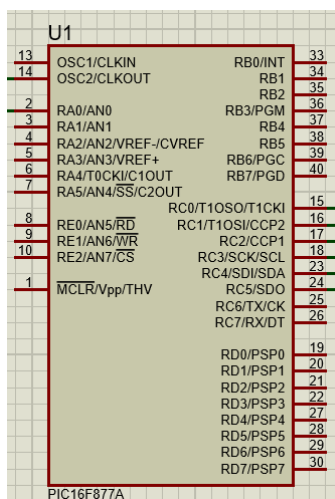 U1
13 OSC1/CLKIN RB0/INT 33
14 OSC2/CLKOUT RB1 34
RB2 35
2 RA0/AN0 RB3/PGM 36
3 RA1/AN1 RB4 37
4 RA2/AN2/VREF-/CVREF RB5 38
5 RA3/AN3/VREF+ RB6/PGC 39
6 RA4/T0CKI/C1OUT RB7/PGD 40
7 RA5/AN4/SS/C2OUT
RC0/T1OSO/T1CKI 15
8 RE0/AN5/RD RC1/T1OSI/CCP2 16
9 RE1/AN6/WR RC2/CCP1 17
10 RE2/AN7/CS RC3/SCK/SCL 18
RC4/SDI/SDA 23
1 MCLR/Vpp/THV RC5/SDO 24
RC6/TX/CK 25
RC7/RX/DT 26
RD0/PSP0 19
RD1/PSP1 20
RD2/PSP2 21
RD3/PSP3 22
RD4/PSP4 27
RD5/PSP5 28
RD6/PSP6 29
RD7/PSP7 30
PIC16F877A